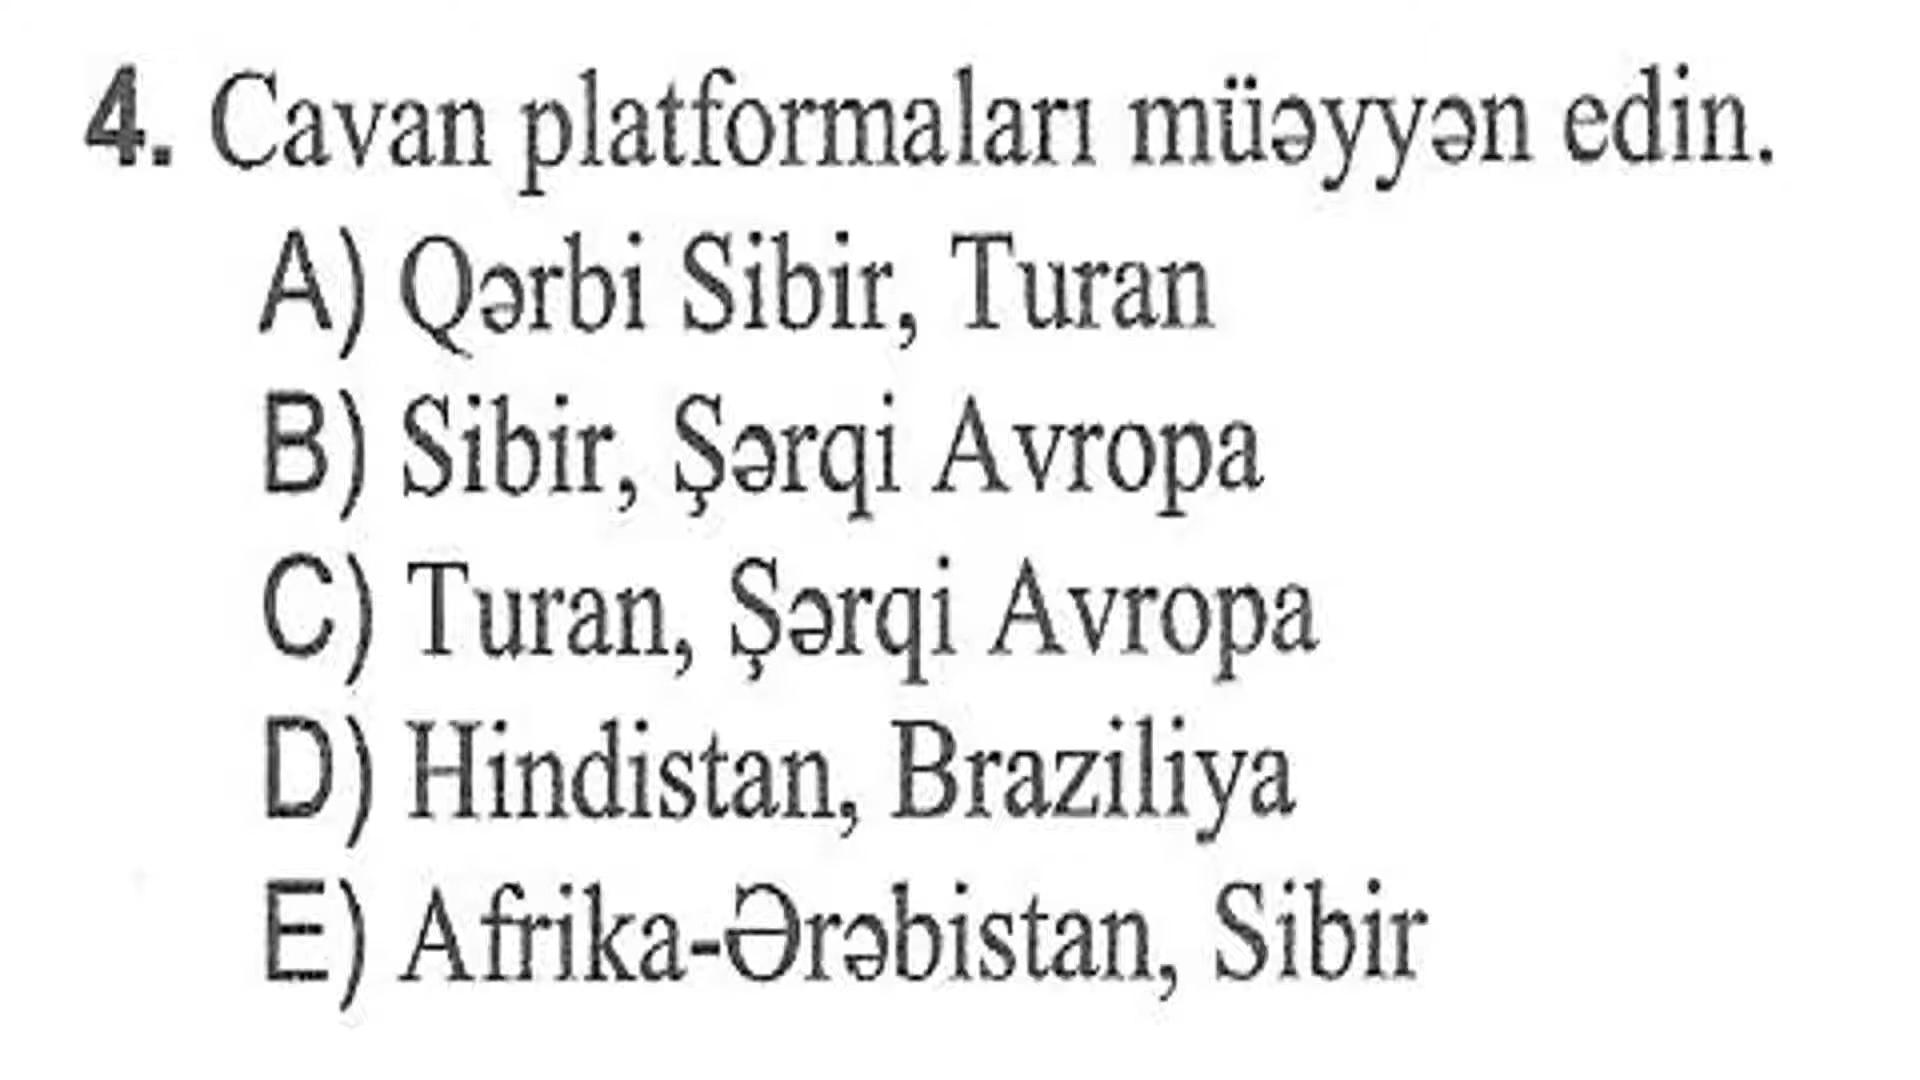 4. Cavan platformaları müəyyən edin.
A) Qərbi Sibir, Turan
B) Sibir, Şərqi Avropa
C) Turan, Şərqi Avropa
D) Hindistan, Braziliya
E) Afrika-Ərəbistan, Sibir